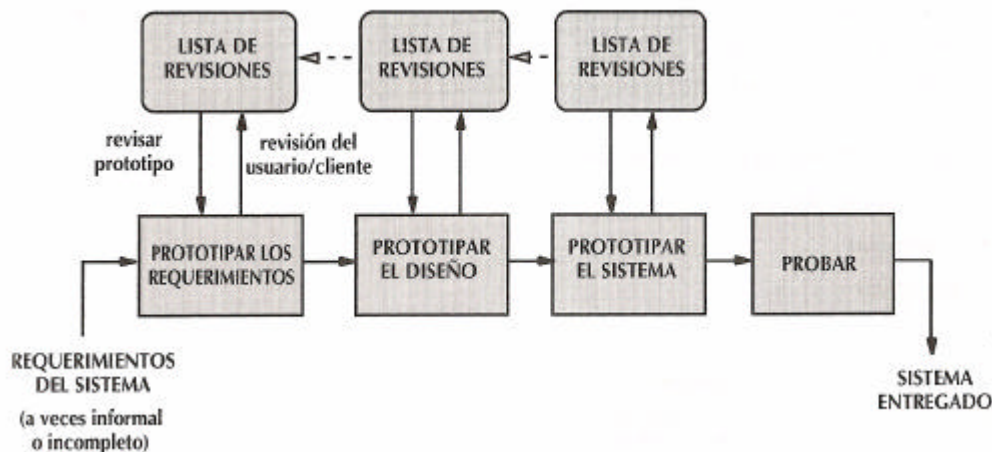 LISTA DE
REVISIONES
LISTA DE
REVISIONES
LISTA DE
REVISIONES
revisar
prototipo
revisión del
usuario/cliente
PROTOTIPAR LOS
REQUERIMIENTOS
PROTOTIPAR
EL DISEÑO
PROTOTIPAR
EL SISTEMA
PROBAR
REQUERIMIENTOS
DEL SISTEMA
(a veces informal
o incompleto)
SISTEMA
ENTREGADO